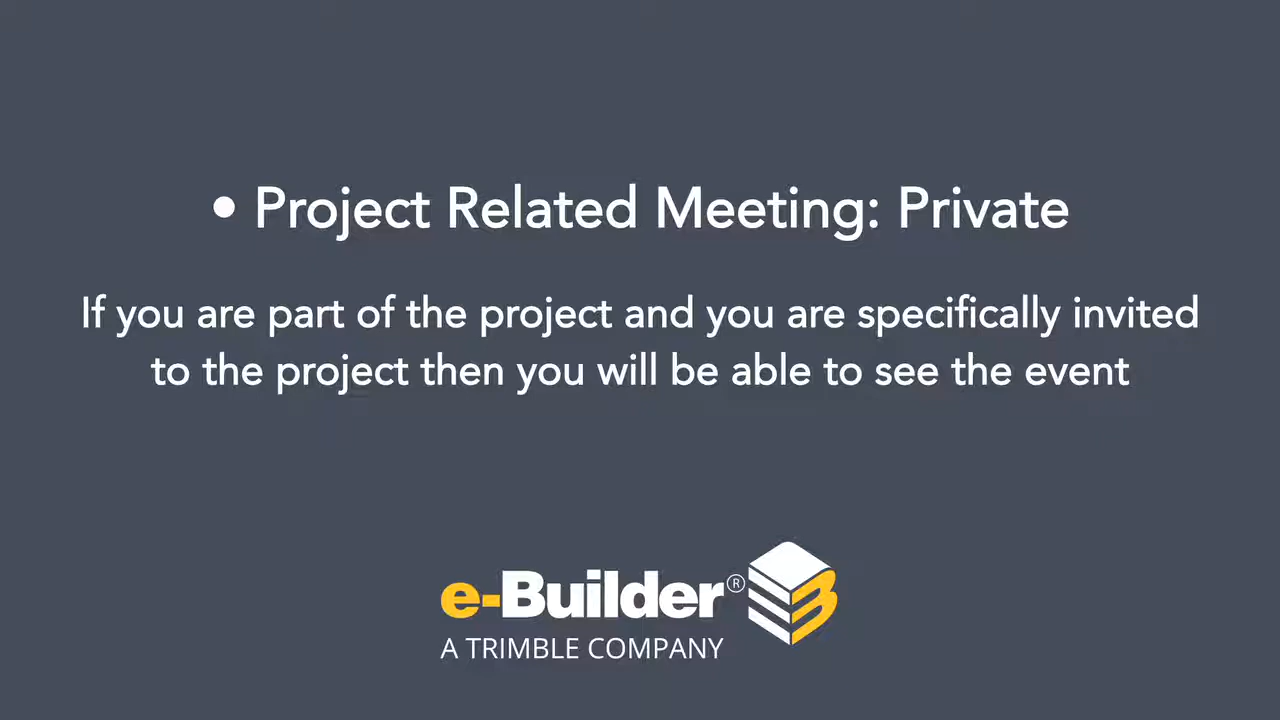 • Project Related Meeting: Private
If you are part of the project and you are specifically invited
to the project then you will be able to see the event
e-Builder®
A TRIMBLE COMPANY